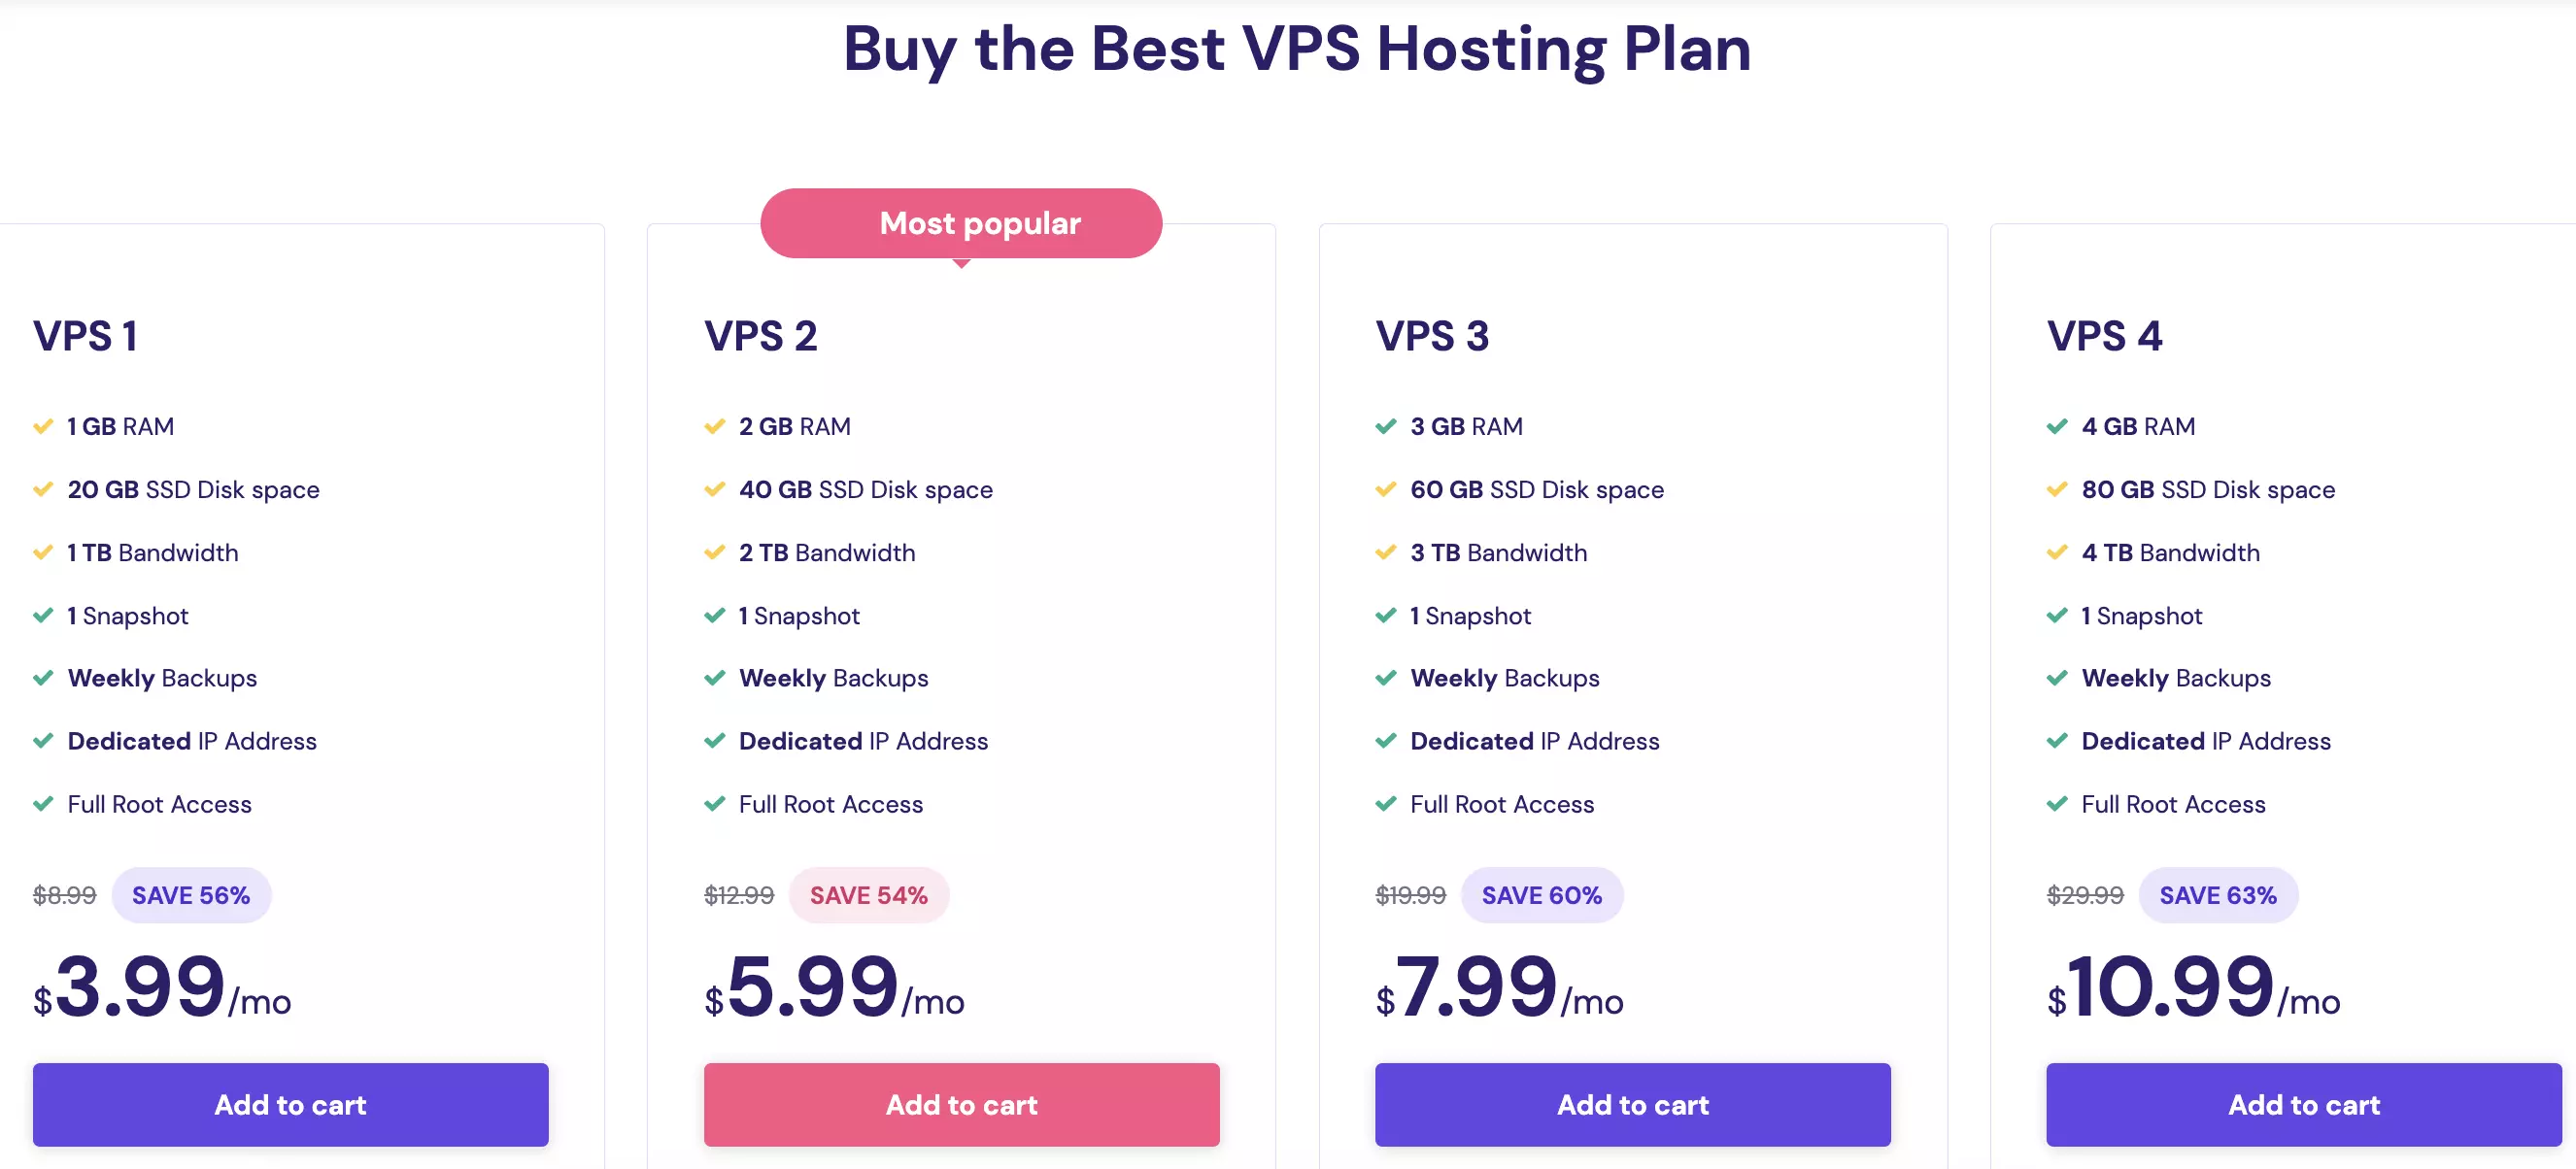 Buy the Best VPS Hosting Plan
VPS 1
1 GB RAM
20 GB SSD Disk space
1 TB Bandwidth
1 Snapshot
Weekly Backups
Dedicated IP Address
Full Root Access
$8.99 SAVE 56%
$3.99/mo
Add to cart
Most popular
VPS 2
2 GB RAM
40 GB SSD Disk space
2 TB Bandwidth
1 Snapshot
Weekly Backups
Dedicated IP Address
Full Root Access
$12.99 SAVE 54%
$5.99/mo
Add to cart
VPS 3
3 GB RAM
60 GB SSD Disk space
3 TB Bandwidth
1 Snapshot
Weekly Backups
Dedicated IP Address
Full Root Access
$19.99 SAVE 60%
$7.99/mo
Add to cart
VPS 4
4 GB RAM
80 GB SSD Disk space
4 TB Bandwidth
1 Snapshot
Weekly Backups
Dedicated IP Address
Full Root Access
$29.99 SAVE 63%
$10.99/mo
Add to cart